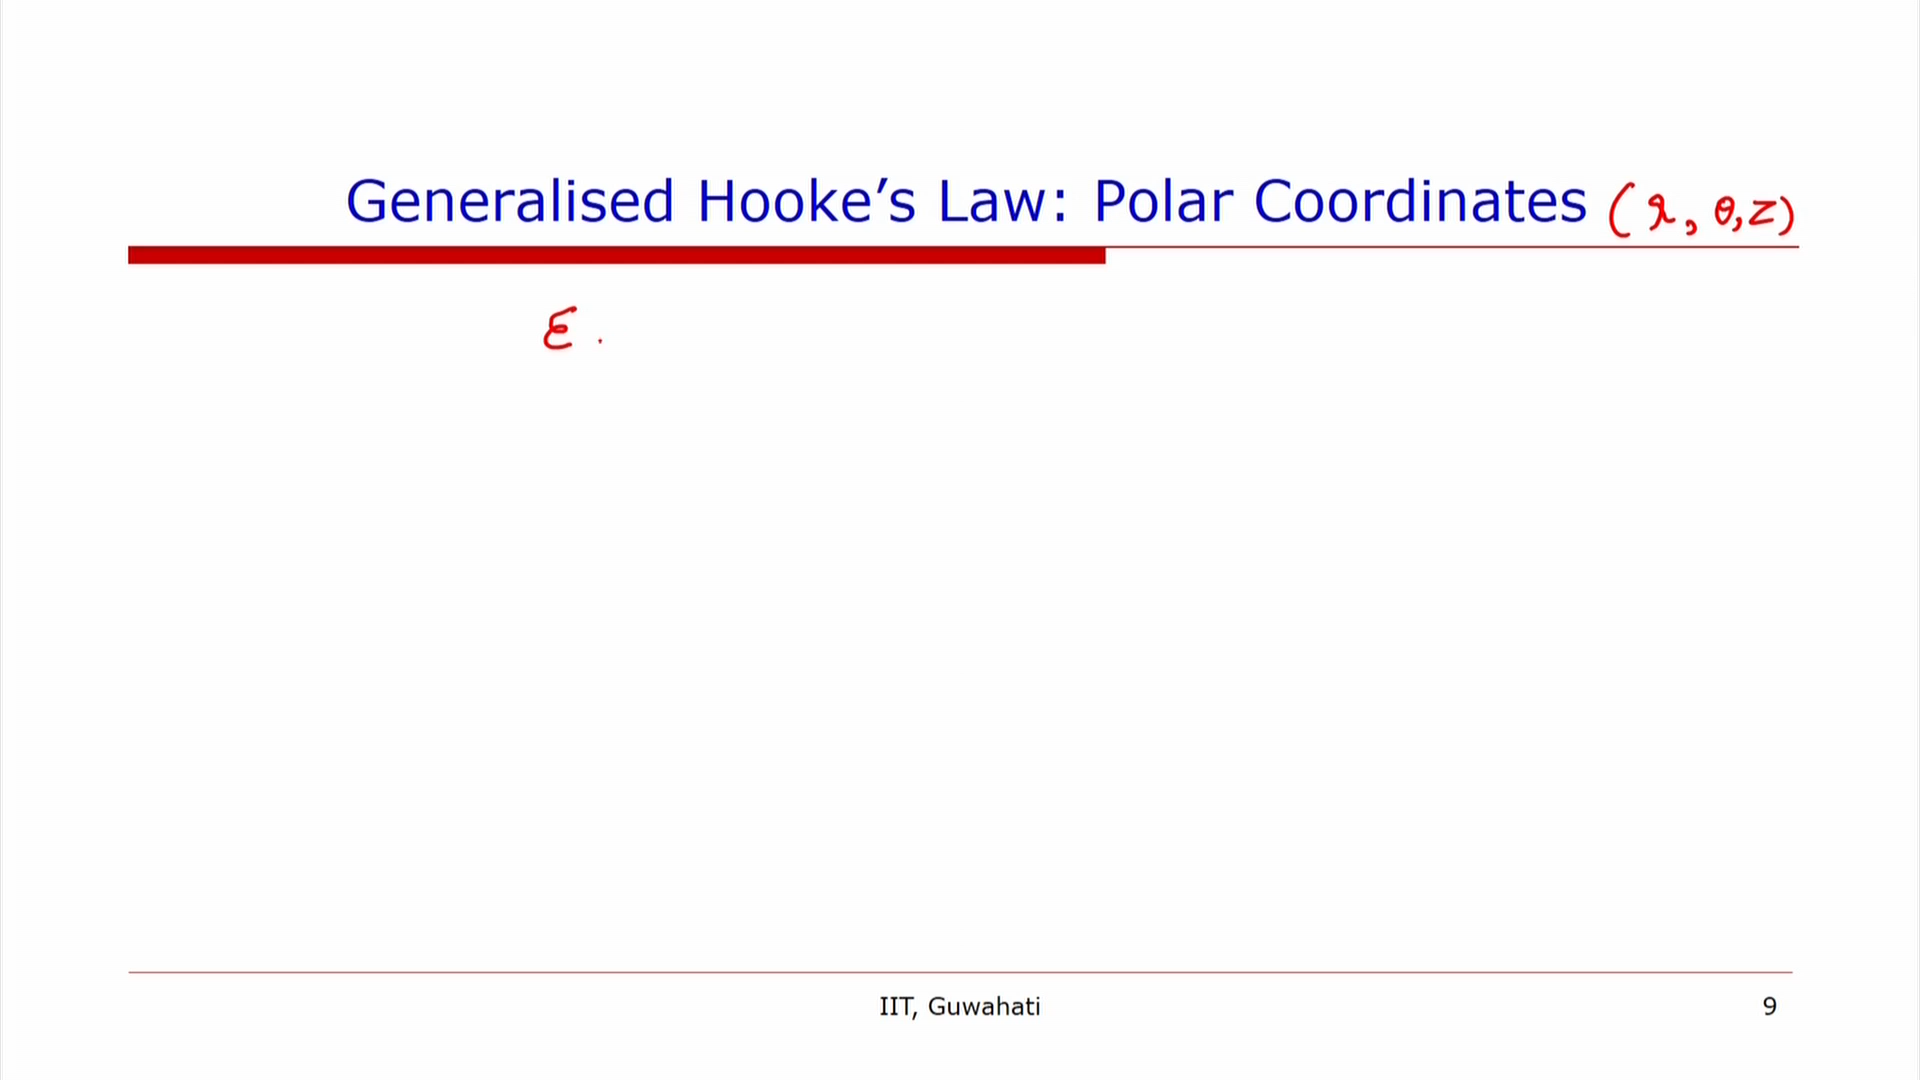 Generalised Hooke’s Law: Polar Coordinates (r, θ, z)
ε .
IIT, Guwahati
9